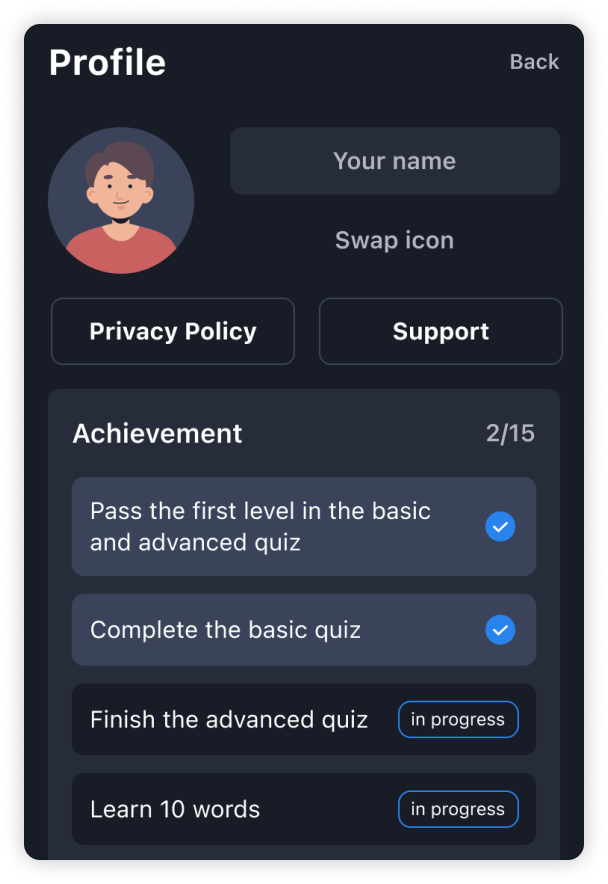 Profile
Back
Your name
Swap icon
Privacy Policy
Support
Achievement
2/15
Pass the first level in the basic
and advanced quiz
Complete the basic quiz
Finish the advanced quiz
in progress
Learn 10 words
in progress